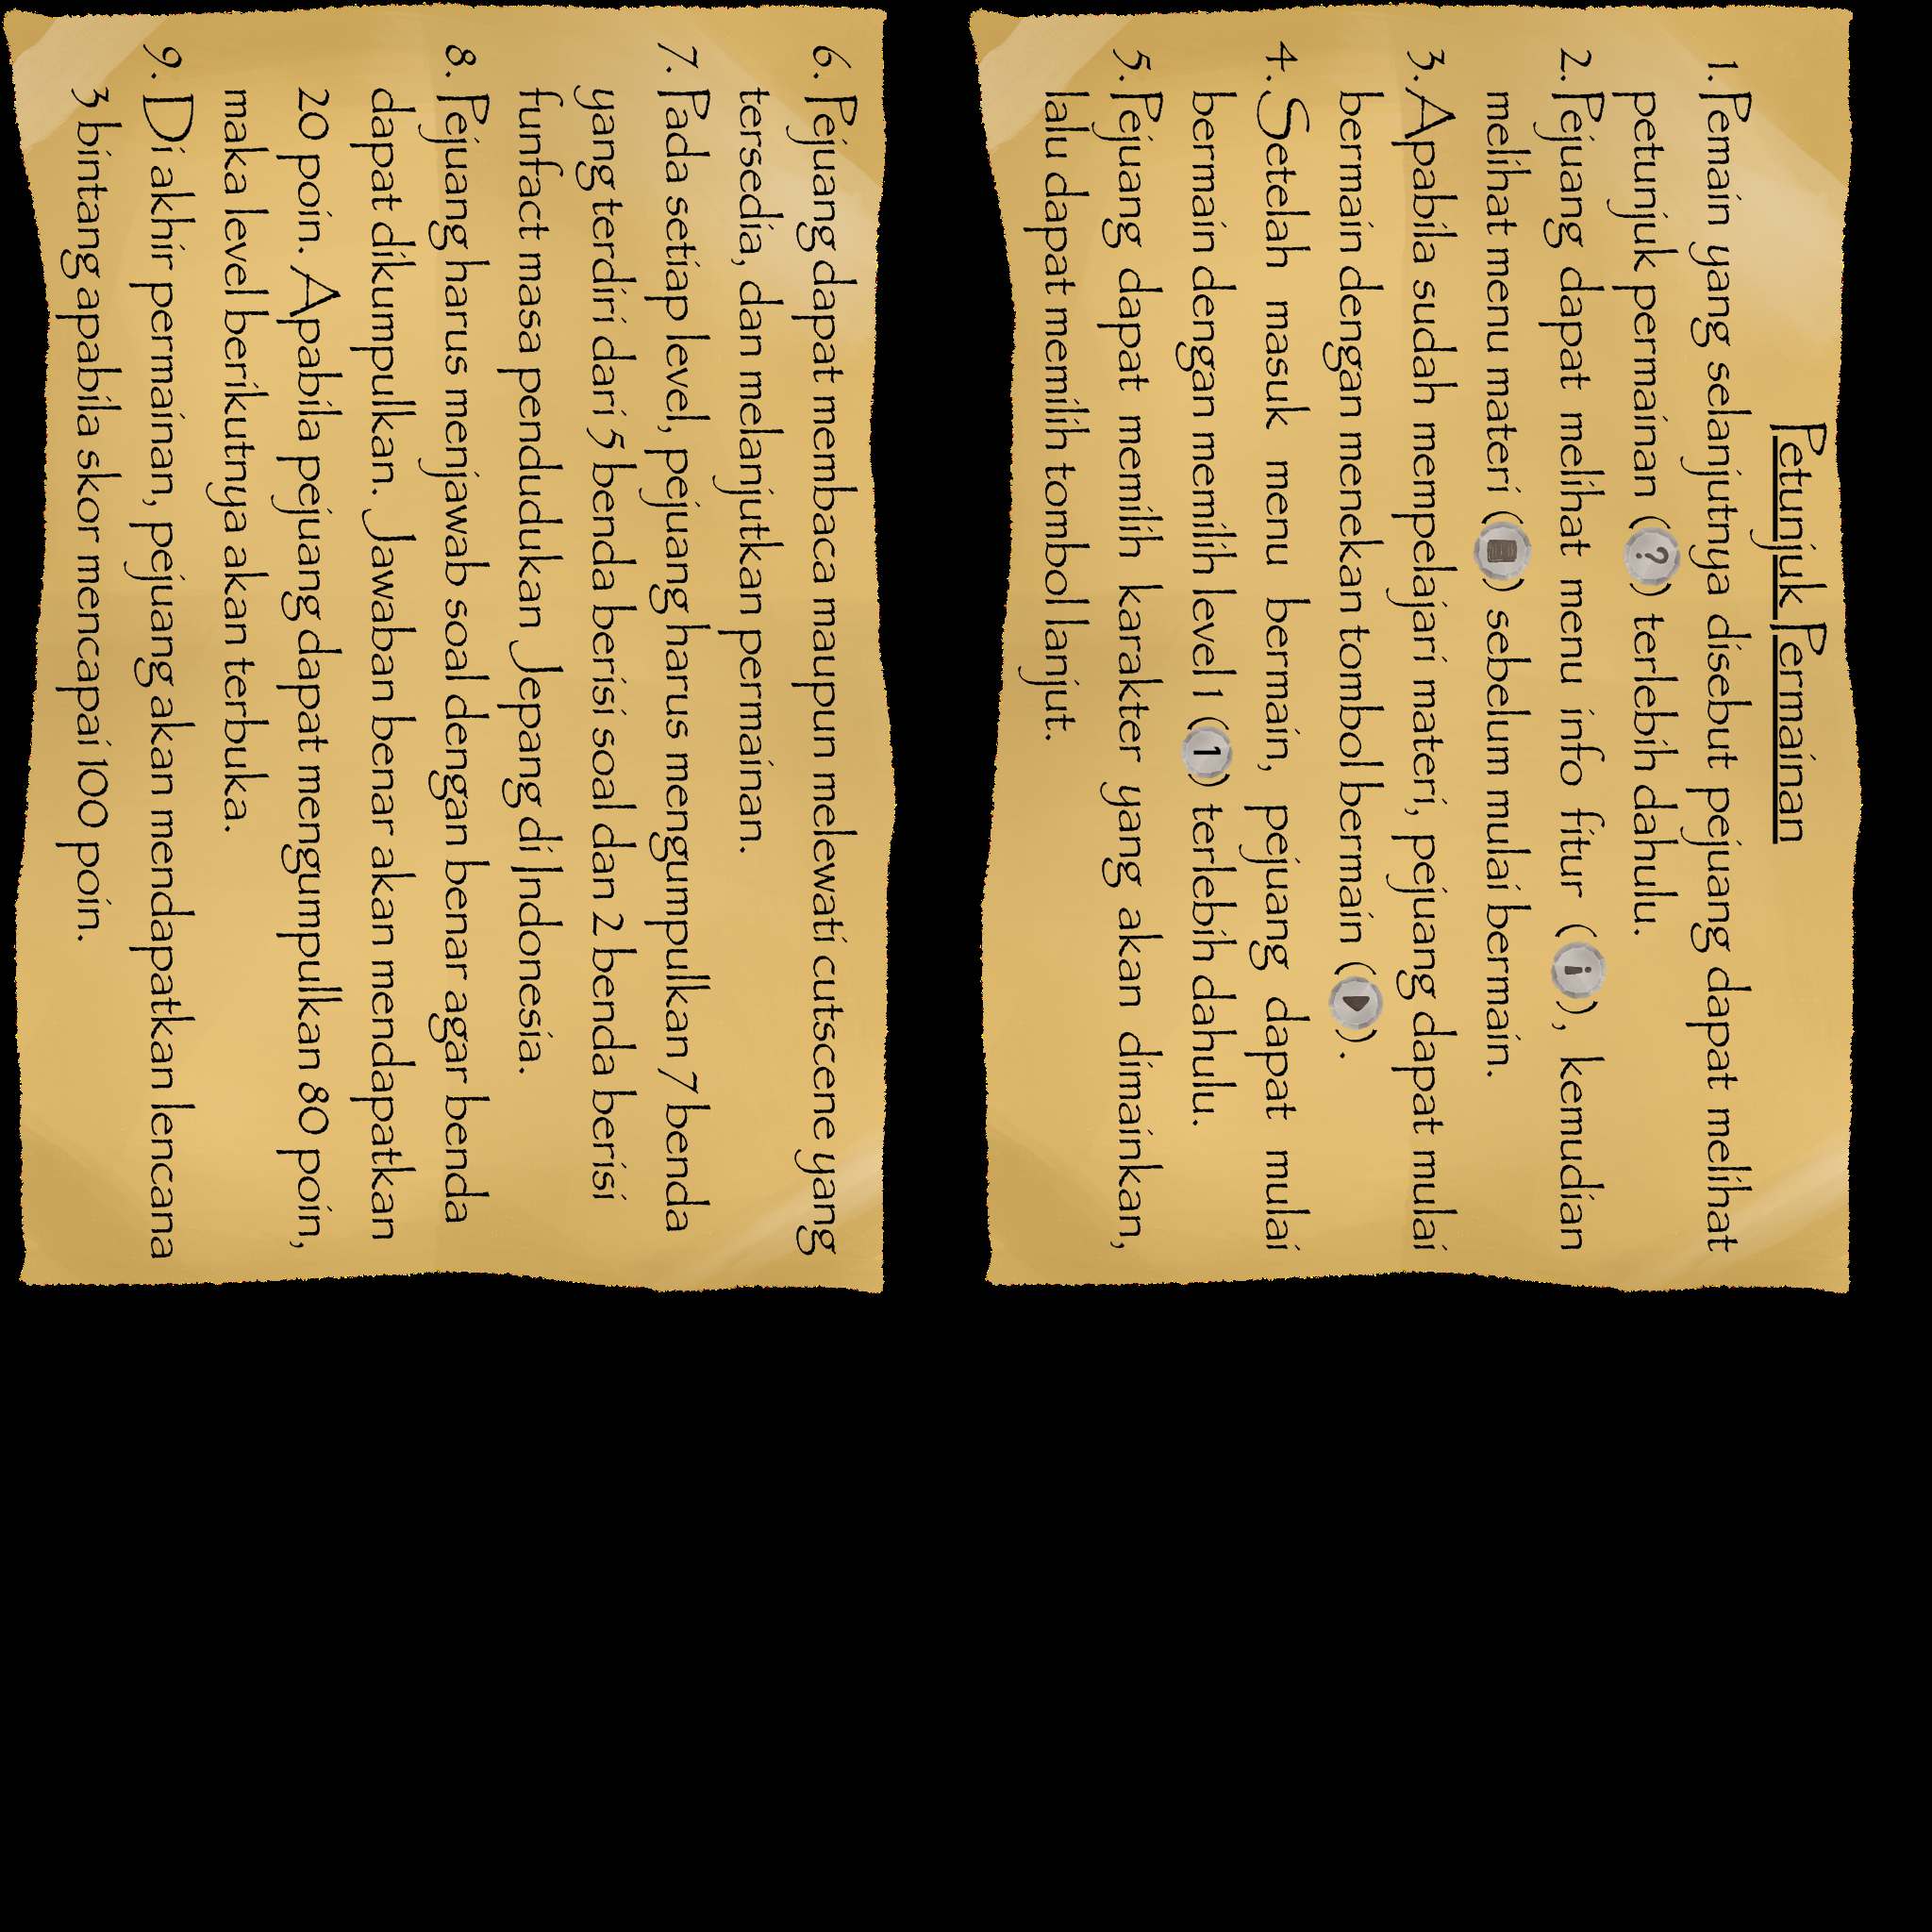 Petunjuk Permainan
1. Pemain yang selanjutnya disebut pejuang dapat melihat
petunjuk permainan (?) terlebih dahulu.
2. Pejuang dapat melihat menu info fitur (!), kemudian
melihat menu materi () sebelum mulai bermain.
3. Apabila sudah mempelajari materi, pejuang dapat mulai
bermain dengan menekan tombol bermain (▶).
4. Setelah masuk menu bermain, pejuang dapat mulai
bermain dengan memilih level 1 (1) terlebih dahulu.
5. Pejuang dapat memilih karakter yang akan dimainkan,
lalu dapat memilih tombol lanjut.
6. Pejuang dapat membaca maupun melewati cutscene yang
tersedia, dan melanjutkan permainan.
7. Pada setiap level, pejuang harus mengumpulkan 7 benda
yang terdiri dari 5 benda berisi soal dan 2 benda berisi
funfact masa pendudukan Jepang di Indonesia.
8. Pejuang harus menjawab soal dengan benar agar benda
dapat dikumpulkan. Jawaban benar akan mendapatkan
20 poin. Apabila pejuang dapat mengumpulkan 80 poin,
maka level berikutnya akan terbuka.
9. Di akhir permainan, pejuang akan mendapatkan lencana
3 bintang apabila skor mencapai 100 poin.